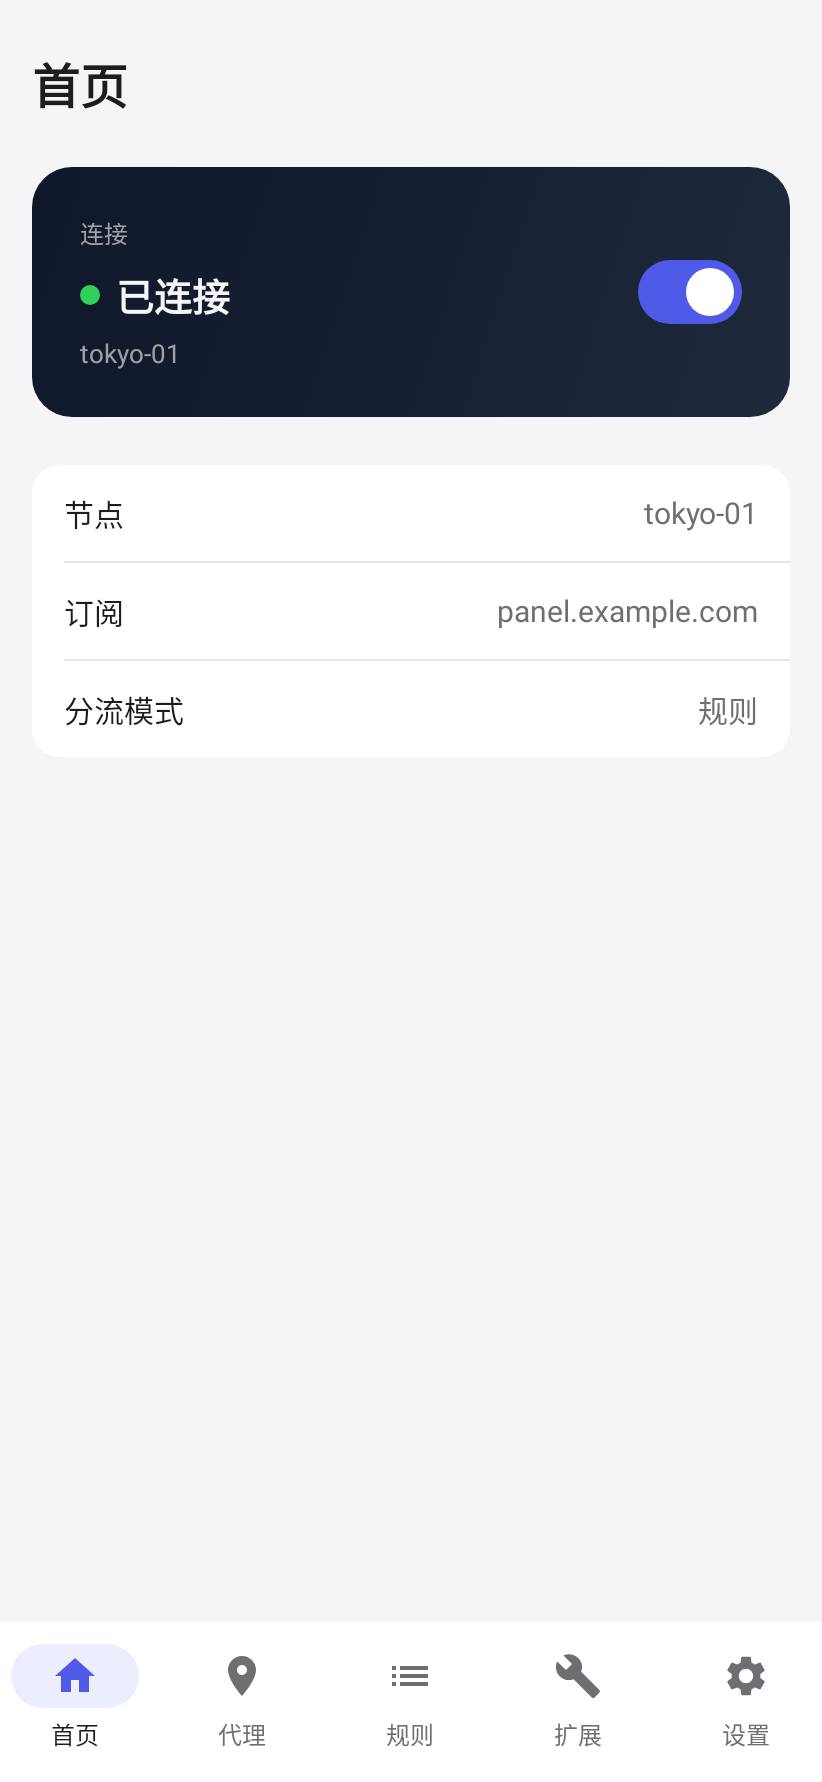 首页
连接
已连接
tokyo-01
节点 tokyo-01
订阅 panel.example.com
分流模式 规则
首页 代理 规则 扩展 设置